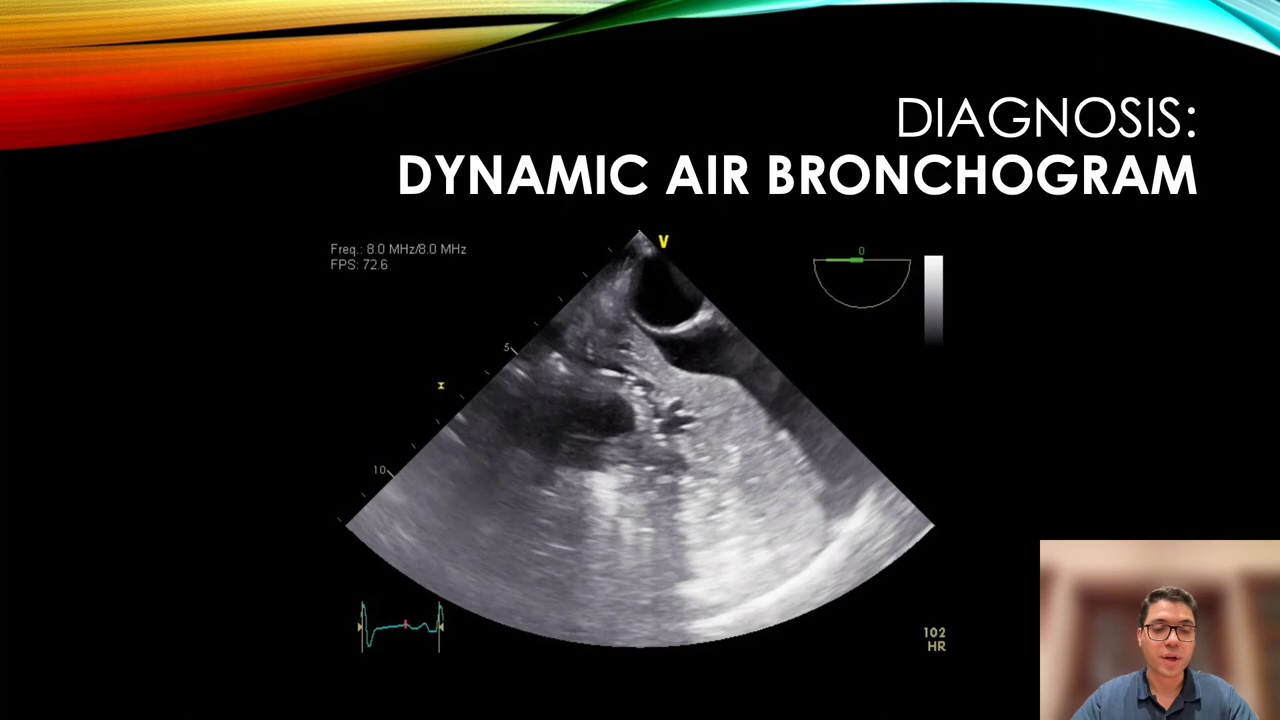 DIAGNOSIS:
DYNAMIC AIR BRONCHOGRAM
Freq.: 8.0 MHz/8.0 MHz
FPS: 72.6
V
0
5
10
102
HR